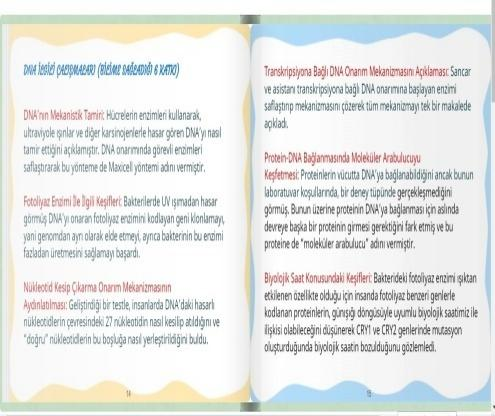 DNA İLGİLİ ÇALIŞMALARI (BİLİME SAĞLADIĞI 6 KATKI)
DNA'nın Mekanistik Tamiri: Hücrelerin enzimleri kullanarak,
ultraviyole ışınlar ve diğer karsinojenlerle hasar gören DNA'yı nasıl
tamir ettiğini açıklamıştır. DNA onarımında görevli enzimleri
saflaştırarak bu yönteme de Maxicell yöntemi adını vermiştir.
Fotoliyaz Enzimi İle İlgili Keşifleri: Bakterilerde UV ışımadan hasar
görmüş DNA'yı onaran fotoliyaz enzimini kodlayan geni klonlamayı,
yani genomdan ayrı olarak elde etmeyi, ayrıca bakterinin bu enzimi
fazladan üretmesini sağlamayı başardı.
Nükleotid Kesip Çıkarma Onarım Mekanizmasının
Aydınlatılması: Geliştirdiği bir testle, insanlarda DNA'daki hasarlı
nükleotidlerin çevresindeki 27 nükleotidin nasıl kesilip atıldığını ve
"doğru" nükleotidlerin bu boşluğa nasıl yerleştirildiğini buldu.
14
Transkripsiyona Bağlı DNA Onarım Mekanizmasını Açıklaması: Sancar
ve asistanı transkripsiyona bağlı DNA onarımına başlayan enzimi
saflaştırıp mekanizmasını çözerek tüm mekanizmayı tek bir makalede
açıkladı.
Protein-DNA Bağlanmasında Moleküler Arabulucuyu
Keşfetmesi: Proteinlerin vücutta DNA'ya bağlanabildiğini ancak bunun
laboratuvar koşullarında, bir deney tüpünde gerçekleşmediğini
görmüş. Bunun üzerine proteinin DNA'ya bağlanması için aslında
devreye başka bir proteinin girmesi gerektiğini fark etmiş ve bu
proteine de "moleküler arabulucu" adını vermiştir.
Biyolojik Saat Konusundaki Keşifleri: Bakterideki fotoliyaz enzimi ışıktan
etkilenen özellikte olduğu için insanda fotoliyaz benzeri genlerle
kodlanan proteinlerin, günışığı döngüsüyle uyumlu biyolojik saatimiz ile
ilişkisi olabileceğini düşünerek CRY1 ve CRY2 genlerinde mutasyon
oluşturduğunda biyolojik saatin bozulduğunu gözlemledi.
15